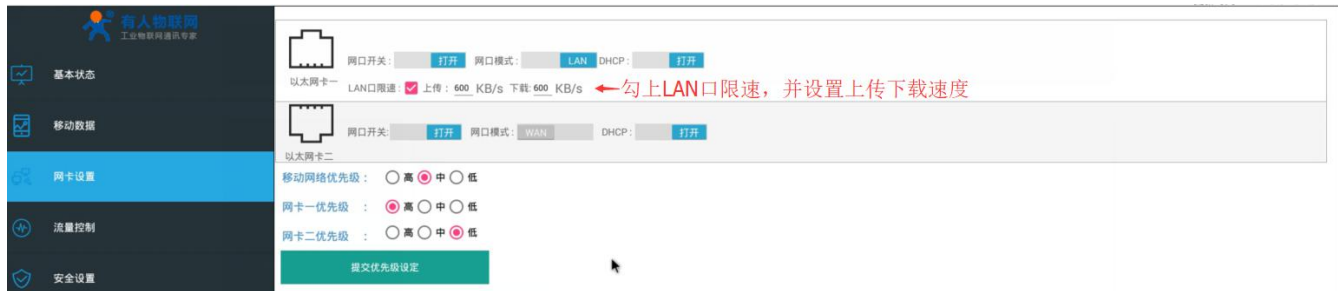 有人物联网
工业物联网通讯专家
基本状态
移动数据
网卡设置
流量控制
安全设置
网口开关: 打开 网口模式: LAN DHCP: 打开
以太网卡一
LAN口限速: 上传: 600 KB/s 下载:600 KB/s ←勾上LAN口限速，并设置上传下载速度
网口开关: 打开 网口模式: WAN DHCP: 打开
以太网卡二
移动网络优先级: 高 中 低
网卡一优先级 : 高 中 低
网卡二优先级 : 高 中 低
提交优先级设定